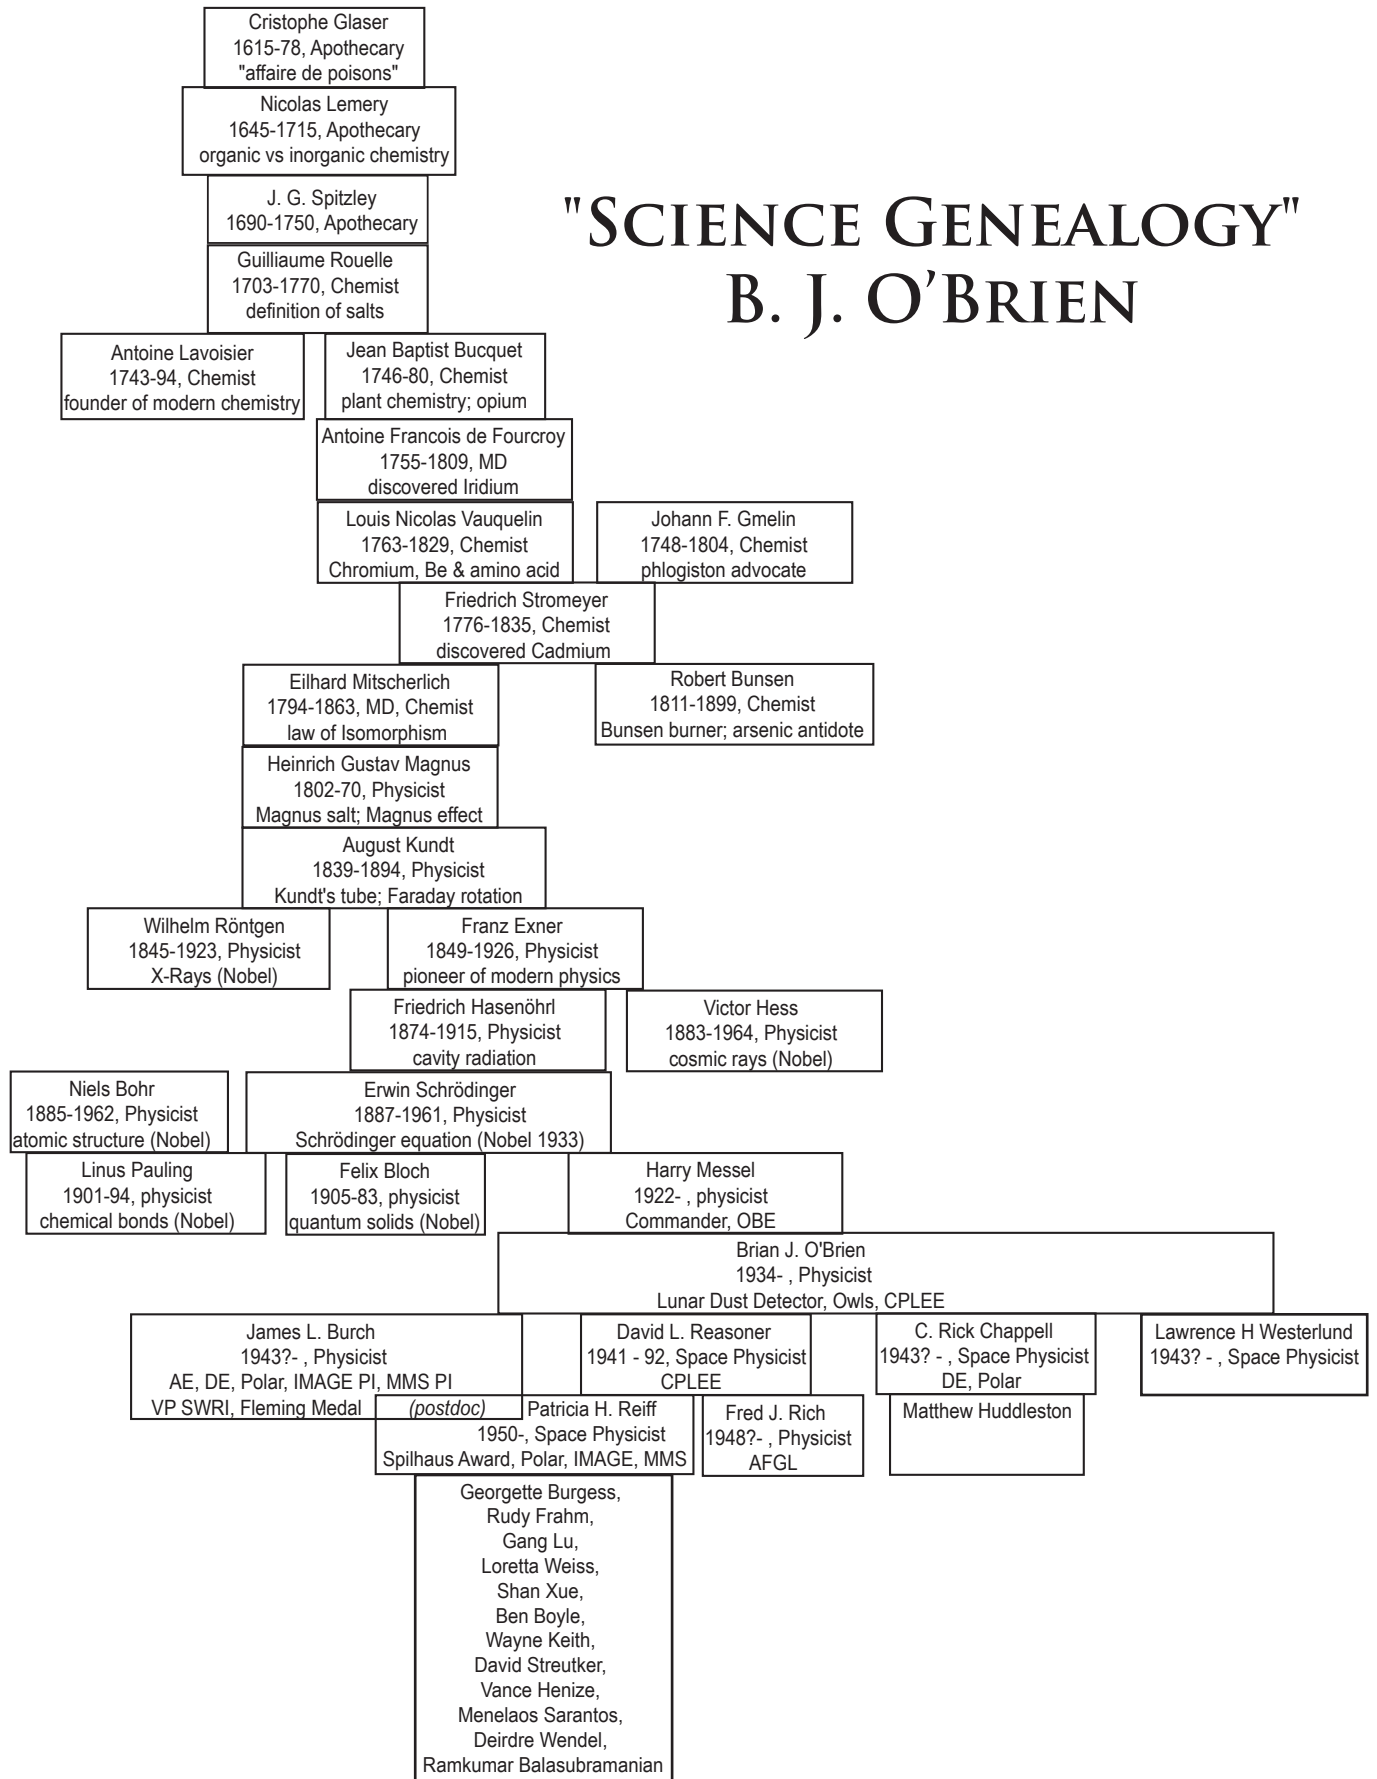 Cristophe Glaser
1615-78, Apothecary
"affaire de poisons"
Nicolas Lemery
1645-1715, Apothecary
organic vs inorganic chemistry
J. G. Spitzley
1690-1750, Apothecary
"Science Genealogy"
B. J. O'Brien
Guilliaume Rouelle
1703-1770, Chemist
definition of salts
Antoine Lavoisier
1743-94, Chemist
founder of modern chemistry
Jean Baptist Bucquet
1746-80, Chemist
plant chemistry; opium
Antoine Francois de Fourcroy
1755-1809, MD
discovered Iridium
Louis Nicolas Vauquelin
1763-1829, Chemist
Chromium, Be & amino acid
Johann F. Gmelin
1748-1804, Chemist
phlogiston advocate
Friedrich Stromeyer
1776-1835, Chemist
discovered Cadmium
Eilhard Mitscherlich
1794-1863, MD, Chemist
law of Isomorphism
Robert Bunsen
1811-1899, Chemist
Bunsen burner; arsenic antidote
Heinrich Gustav Magnus
1802-70, Physicist
Magnus salt; Magnus effect
August Kundt
1839-1894, Physicist
Kundt's tube; Faraday rotation
Wilhelm Röntgen
1845-1923, Physicist
X-Rays (Nobel)
Franz Exner
1849-1926, Physicist
pioneer of modern physics
Friedrich Hasenöhrl
1874-1915, Physicist
cavity radiation
Victor Hess
1883-1964, Physicist
cosmic rays (Nobel)
Niels Bohr
1885-1962, Physicist
atomic structure (Nobel)
Erwin Schrödinger
1887-1961, Physicist
Schrödinger equation (Nobel 1933)
Linus Pauling
1901-94, physicist
chemical bonds (Nobel)
Felix Bloch
1905-83, physicist
quantum solids (Nobel)
Harry Messel
1922- , physicist
Commander, OBE
Brian J. O'Brien
1934- , Physicist
Lunar Dust Detector, Owls, CPLEE
James L. Burch
1943?- , Physicist
AE, DE, Polar, IMAGE PI, MMS PI
VP SWRI, Fleming Medal
David L. Reasoner
1941 - 92, Space Physicist
CPLEE
C. Rick Chappell
1943? - , Space Physicist
DE, Polar
Lawrence H Westerlund
1943? - , Space Physicist
(postdoc) Patricia H. Reiff
1950-, Space Physicist
Spilhaus Award, Polar, IMAGE, MMS
Fred J. Rich
1948?- , Physicist
AFGL
Matthew Huddleston
Georgette Burgess,
Rudy Frahm,
Gang Lu,
Loretta Weiss,
Shan Xue,
Ben Boyle,
Wayne Keith,
David Streutker,
Vance Henize,
Menelaos Sarantos,
Deirdre Wendel,
Ramkumar Balasubramanian